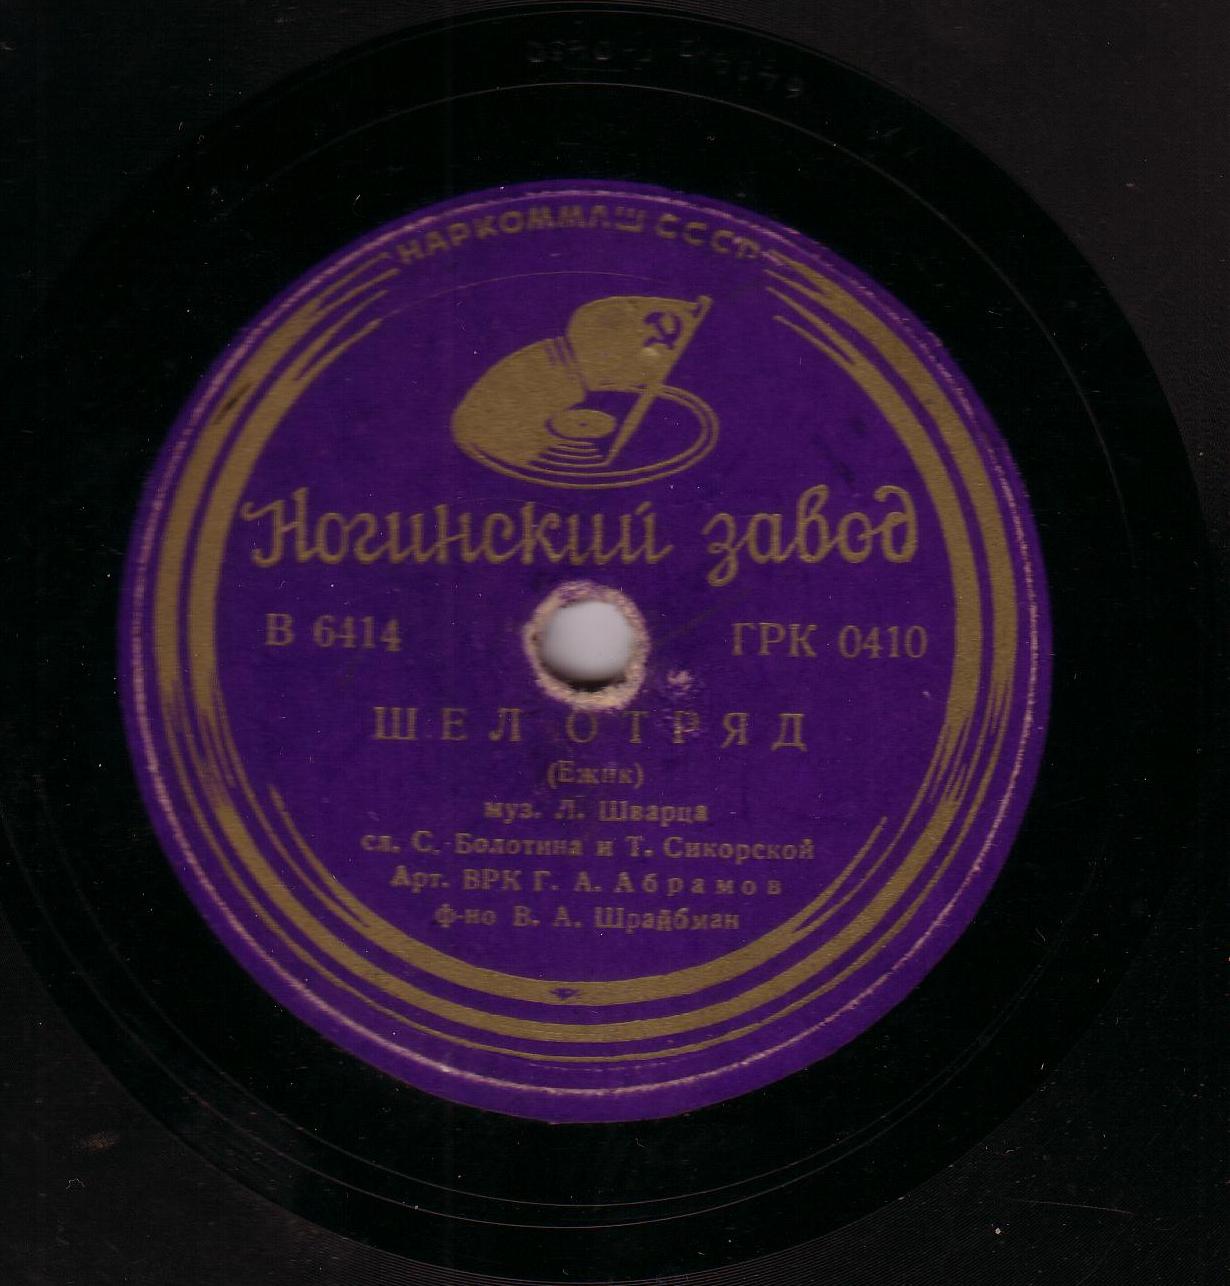 НАРКОММАШ СССР
Ногинский завод
В 6414 ГРК 0410
ШЕЛ ОТРЯД
(Ежик)
муз. Л. Шварца
сл. С. Болотина и Т. Сикорской
Арт. ВРК Г. А. Абрамов
ф-но В. А. Шрайбман